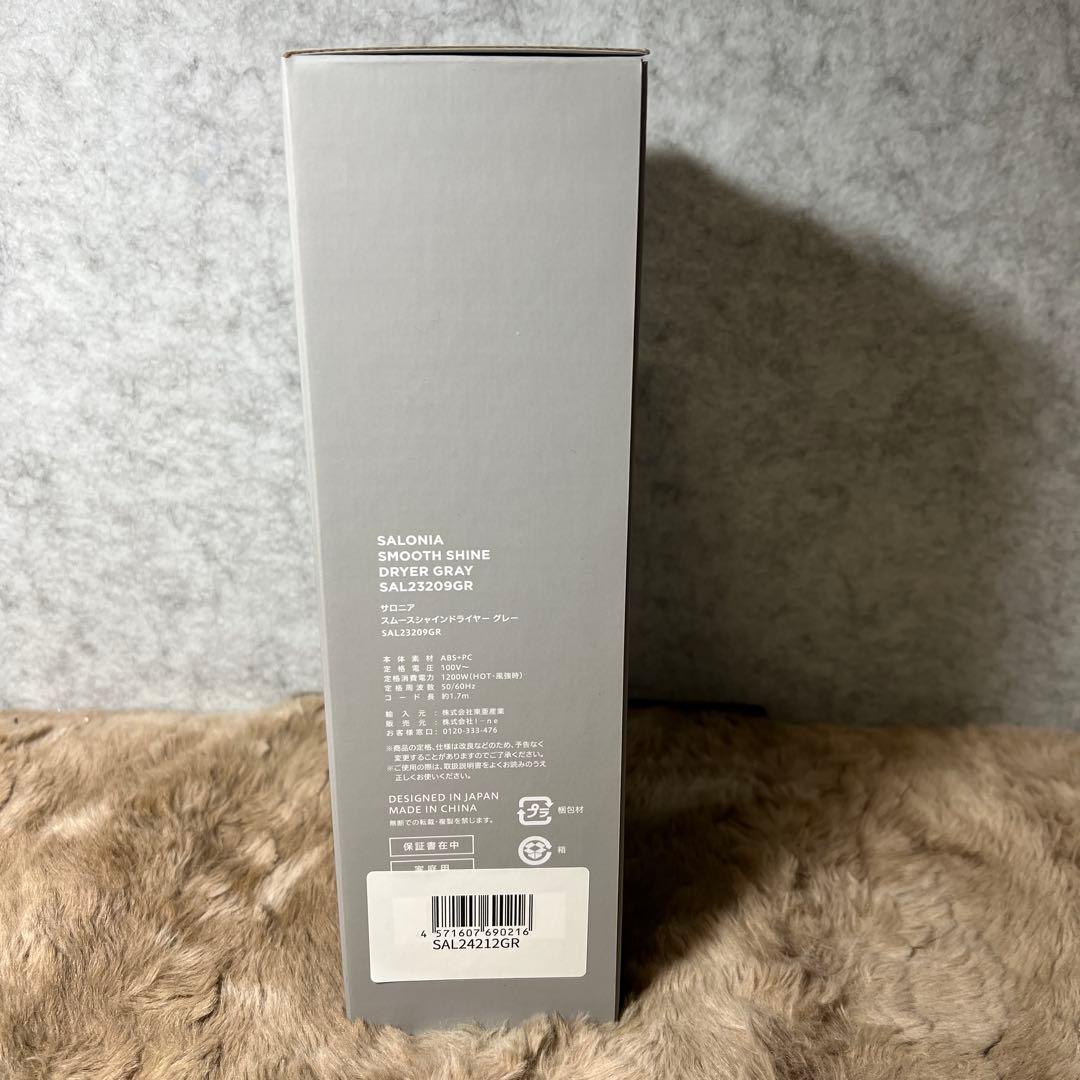 SALONIA
SMOOTH SHINE
DRYER GRAY
SAL23209GR
サロニア
スムースシャインドライヤー グレー
SAL23209GR
本体素材 : ABS+PC
定格電圧 : 100V～
定格消費電力 : 1200W(HOT・風強時)
定格周波数 : 50/60Hz
コード長 : 約1.7m
輸入元 : 株式会社東亜産業
販売元 : 株式会社I-ne
お客様窓口 : 0120-333-476
※商品の定格、仕様は改良などのため、予告なく
変更することがありますのでご了承ください。
※ご使用の際は、取扱説明書をよくお読みのうえ
正しくお使いください。
DESIGNED IN JAPAN
MADE IN CHINA
無断での転載・複製を禁じます。
プラ 梱包材
保証書在中
箱
家庭用
4 571607 690216
SAL24212GR